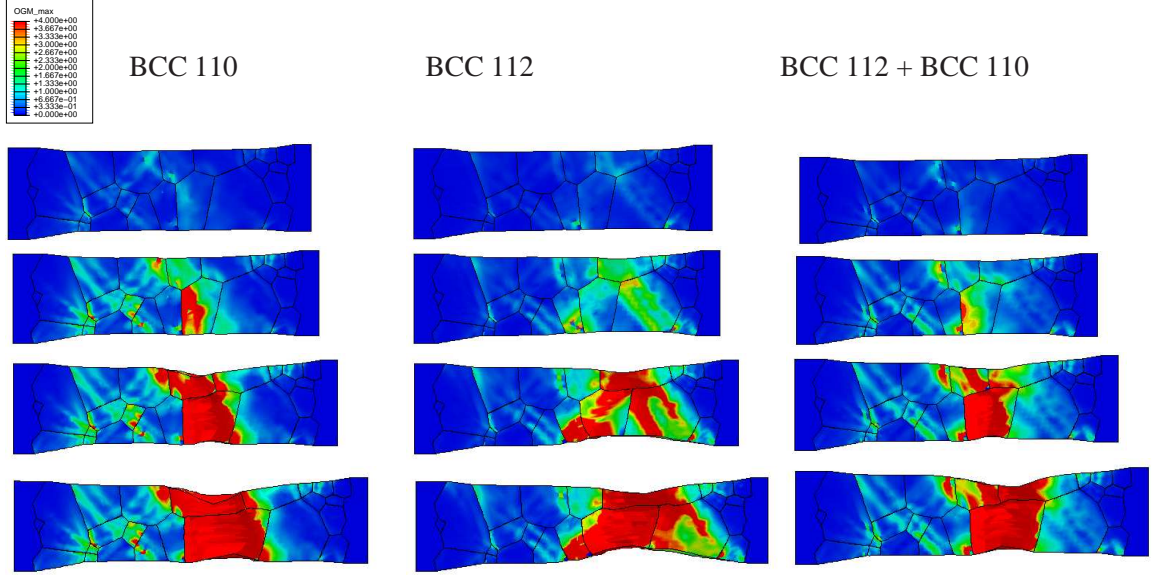 OGM_max
+4.000e+00
+3.667e+00
+3.333e+00
+3.000e+00
+2.667e+00
+2.333e+00
+2.000e+00
+1.667e+00
+1.333e+00
+1.000e+00
+6.667e-01
+3.333e-01
+0.000e+00
BCC 110 BCC 112 BCC 112 + BCC 110